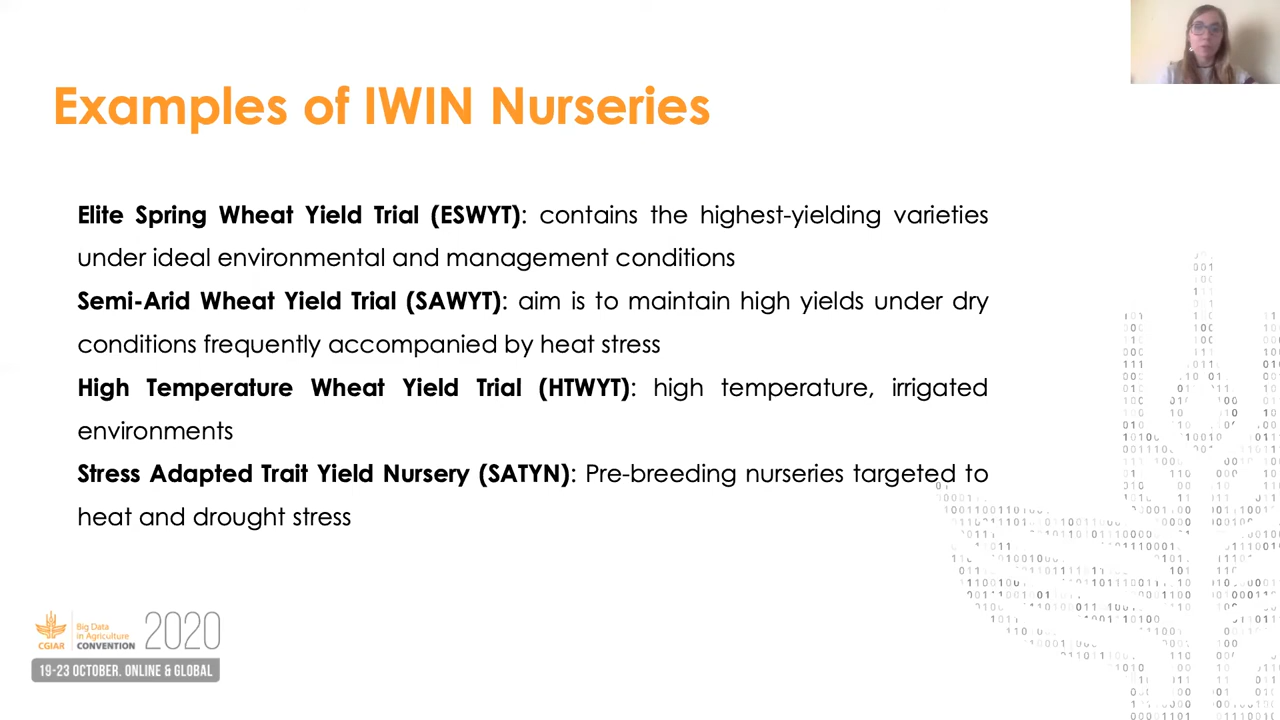 Examples of IWIN Nurseries
Elite Spring Wheat Yield Trial (ESWYT): contains the highest-yielding varieties
under ideal environmental and management conditions
Semi-Arid Wheat Yield Trial (SAWYT): aim is to maintain high yields under dry
conditions frequently accompanied by heat stress
High Temperature Wheat Yield Trial (HTWYT): high temperature, irrigated
environments
Stress Adapted Trait Yield Nursery (SATYN): Pre-breeding nurseries targeted to
heat and drought stress
CGIAR
Big Data
in Agriculture
CONVENTION
2020
19-23 OCTOBER. ONLINE & GLOBAL